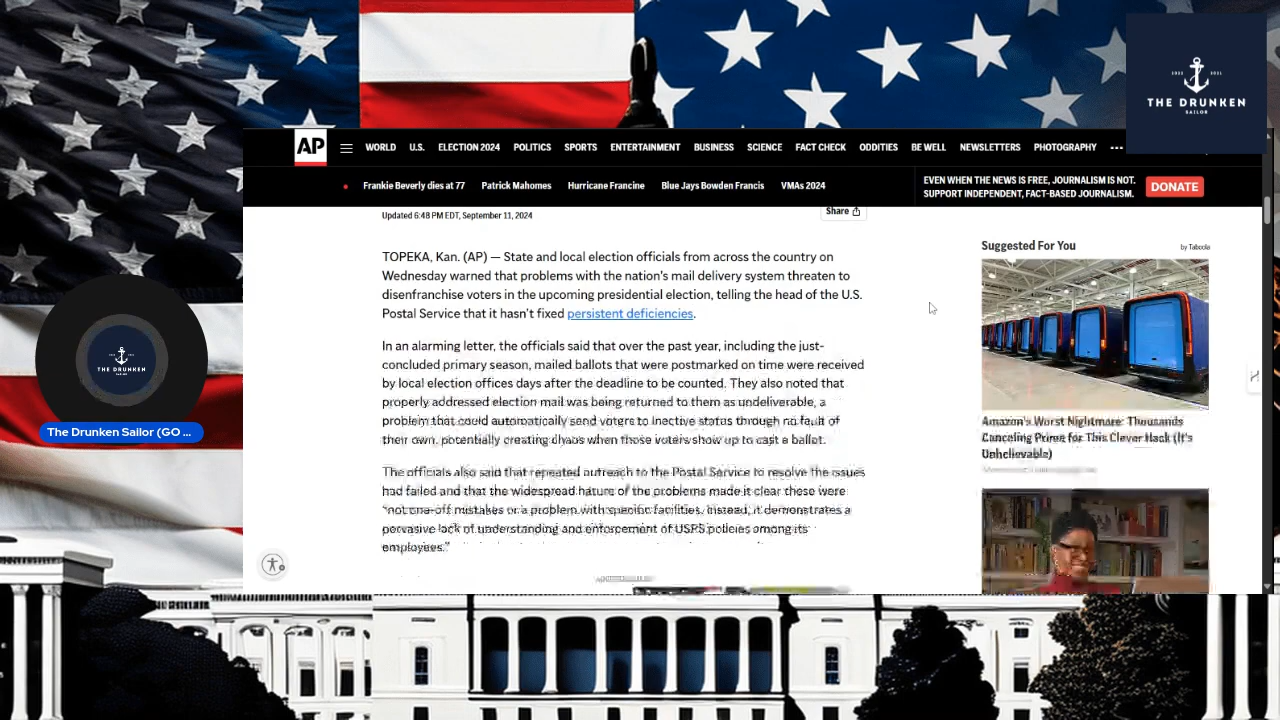 THE DRUNKEN
SAILOR
AP
WORLD U.S. ELECTION 2024 POLITICS SPORTS ENTERTAINMENT BUSINESS SCIENCE FACT CHECK ODDITIES BE WELL NEWSLETTERS PHOTOGRAPHY •••
Frankie Beverly dies at 77 Patrick Mahomes Hurricane Francine Blue Jays Bowden Francis VMAs 2024
EVEN WHEN THE NEWS IS FREE, JOURNALISM IS NOT.
SUPPORT INDEPENDENT, FACT-BASED JOURNALISM.
DONATE
Updated 6:48 PM EDT, September 11, 2024
Share
TOPEKA, Kan. (AP) — State and local election officials from across the country on
Wednesday warned that problems with the nation's mail delivery system threaten to
disenfranchise voters in the upcoming presidential election, telling the head of the U.S.
Postal Service that it hasn't fixed persistent deficiencies.
In an alarming letter, the officials said that over the past year, including the just-
concluded primary season, mailed ballots that were postmarked on time were received
by local election offices days after the deadline to be counted. They also noted that
properly addressed election mail was being returned to them as undeliverable, a
problem that could automatically send voters to inactive status through no fault of
their own, potentially creating chaos when those voters show up to cast a ballot.
The officials also said that repeated outreach to the Postal Service to resolve the issues
had failed and that the widespread nature of the problems made it clear these were
"not one-off mistakes or a problem with specific facilities. Instead, it demonstrates a
pervasive lack of understanding and enforcement of USPS policies among its
employees."
Suggested For You
by Taboola
Amazon's Worst Nightmare: Thousands
Canceling Prime for This Clever Hack (It's
Unbelievable)
THE DRUNKEN
The Drunken Sailor (GO ...